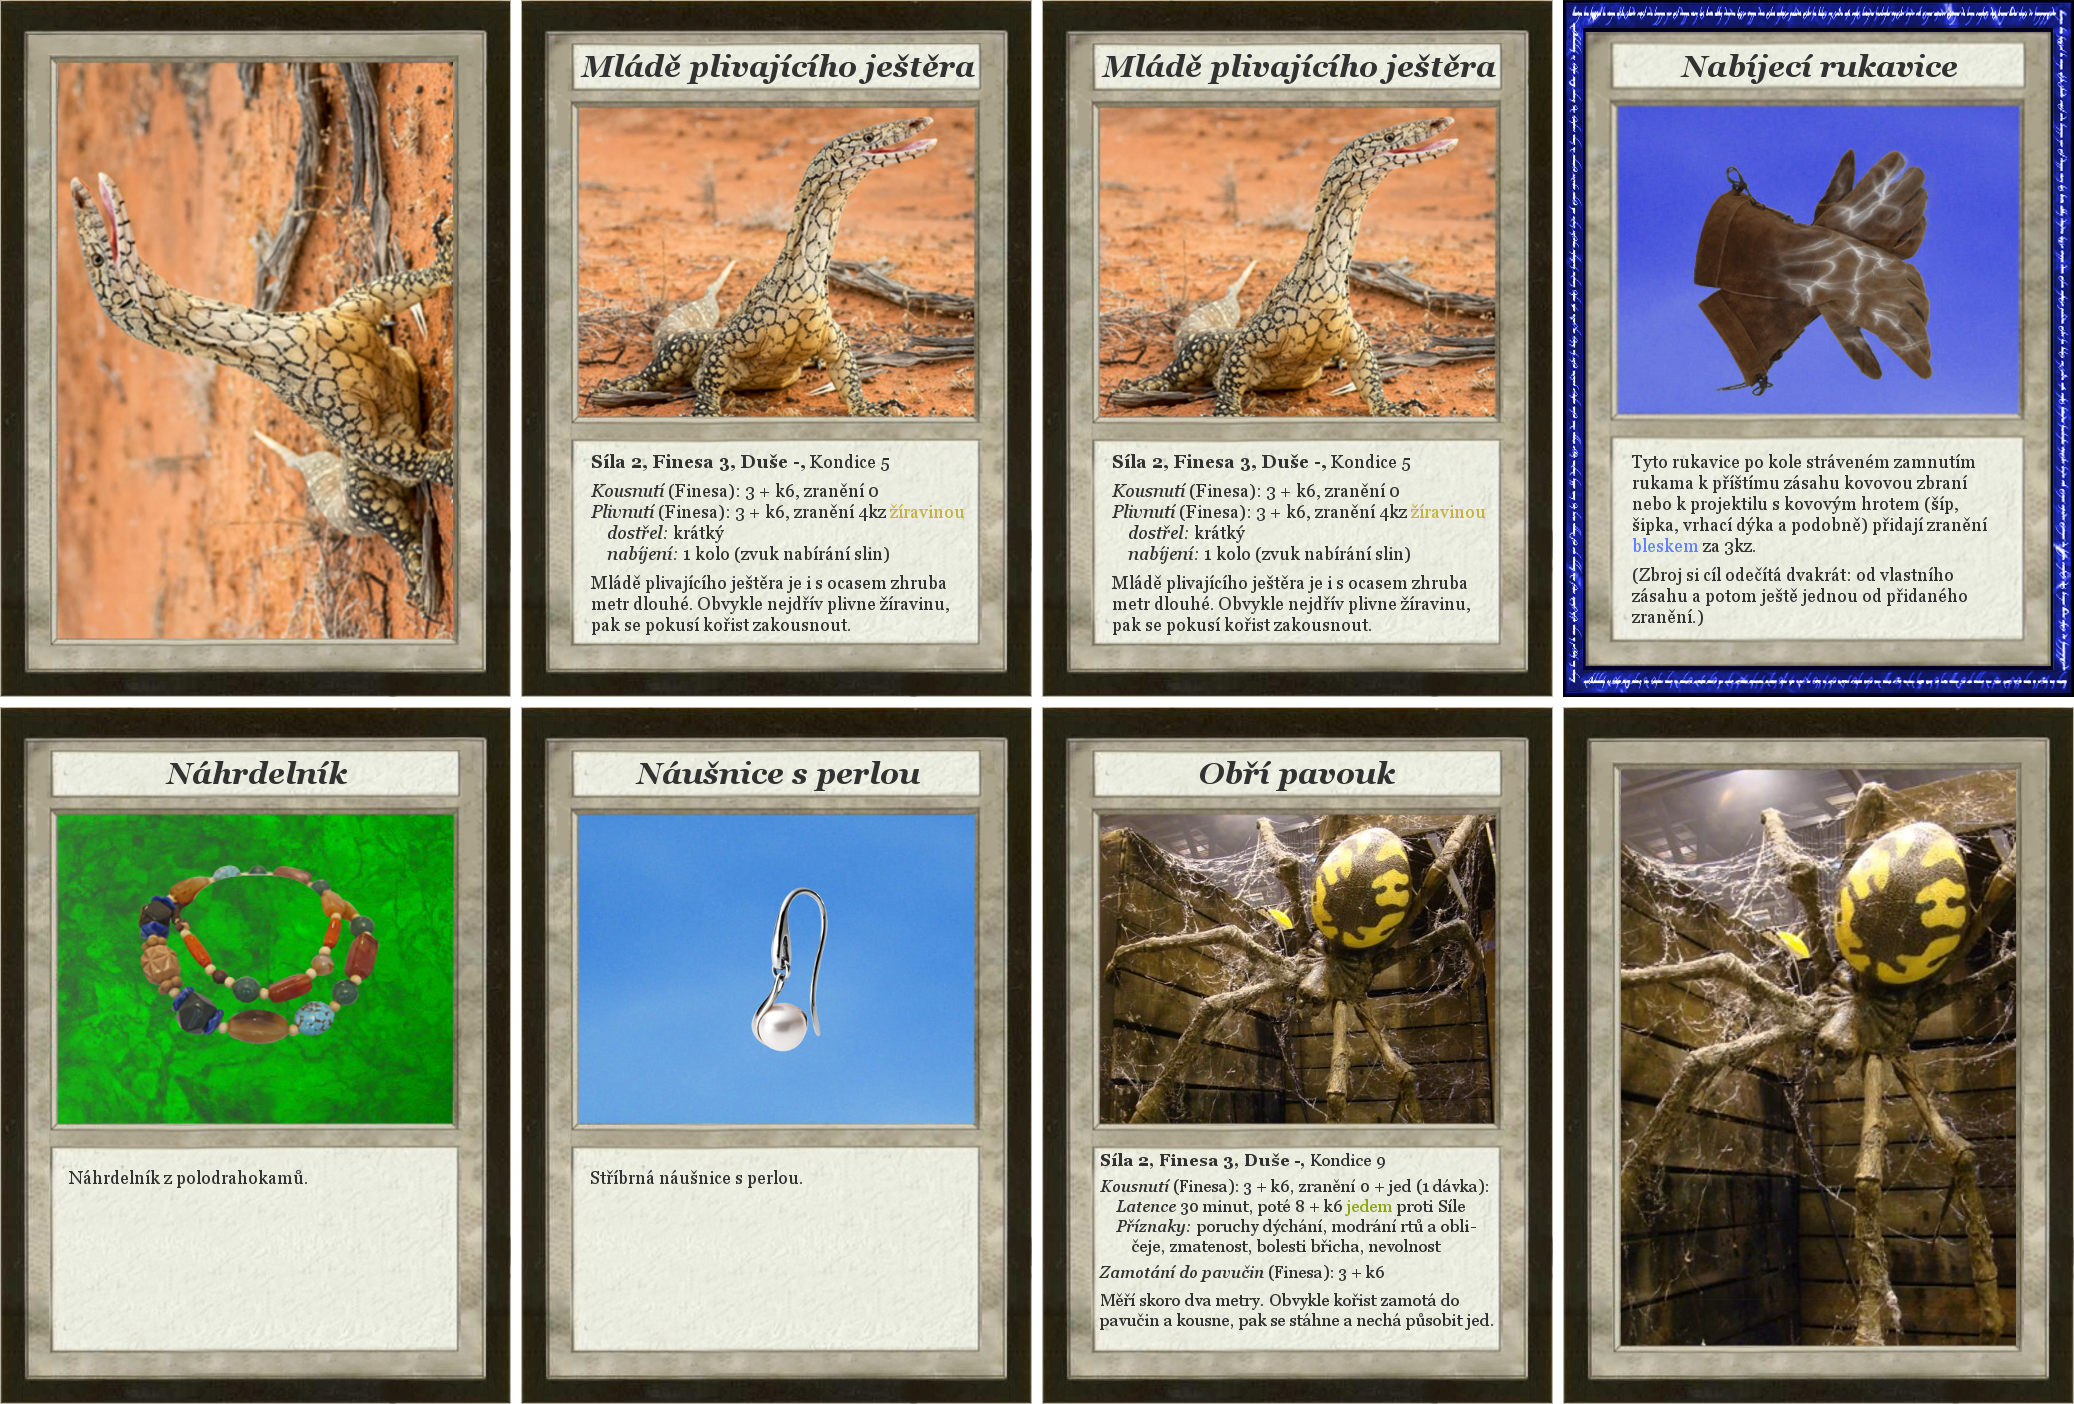 Mládě plivajícího ještěra
Síla 2, Finesa 3, Duše -, Kondice 5
Kousnutí (Finesa): 3 + k6, zranění 0
Plivnutí (Finesa): 3 + k6, zranění 4kz žíravinou
dostřel: krátký
nabíjení: 1 kolo (zvuk nabírání slin)
Mládě plivajícího ještěra je i s ocasem zhruba
metr dlouhé. Obvykle nejdřív plivne žíravinu,
pak se pokusí kořist zakousnout.
Mládě plivajícího ještěra
Síla 2, Finesa 3, Duše -, Kondice 5
Kousnutí (Finesa): 3 + k6, zranění 0
Plivnutí (Finesa): 3 + k6, zranění 4kz žíravinou
dostřel: krátký
nabíjení: 1 kolo (zvuk nabírání slin)
Mládě plivajícího ještěra je i s ocasem zhruba
metr dlouhé. Obvykle nejdřív plivne žíravinu,
pak se pokusí kořist zakousnout.
Nabíjecí rukavice
Tyto rukavice po kole stráveném zamnutím
rukama k příštímu zásahu kovovou zbraní
nebo k projektilu s kovovým hrotem (šíp,
šipka, vrhací dýka a podobně) přidají zranění
bleskem za 3kz.
(Zbroj si cíl odečítá dvakrát: od vlastního
zásahu a potom ještě jednou od přidaného
zranění.)
Náhrdelník
Náhrdelník z polodrahokamů.
Náušnice s perlou
Stříbrná náušnice s perlou.
Obří pavouk
Síla 2, Finesa 3, Duše -, Kondice 9
Kousnutí (Finesa): 3 + k6, zranění 0 + jed (1 dávka):
Latence 30 minut, poté 8 + k6 jedem proti Síle
Příznaky: poruchy dýchání, modrání rtů a obli-
čeje, zmatenost, bolesti břicha, nevolnost
Zamotání do pavučin (Finesa): 3 + k6
Měří skoro dva metry. Obvykle kořist zamotá do
pavučin a kousne, pak se stáhne a nechá působit jed.